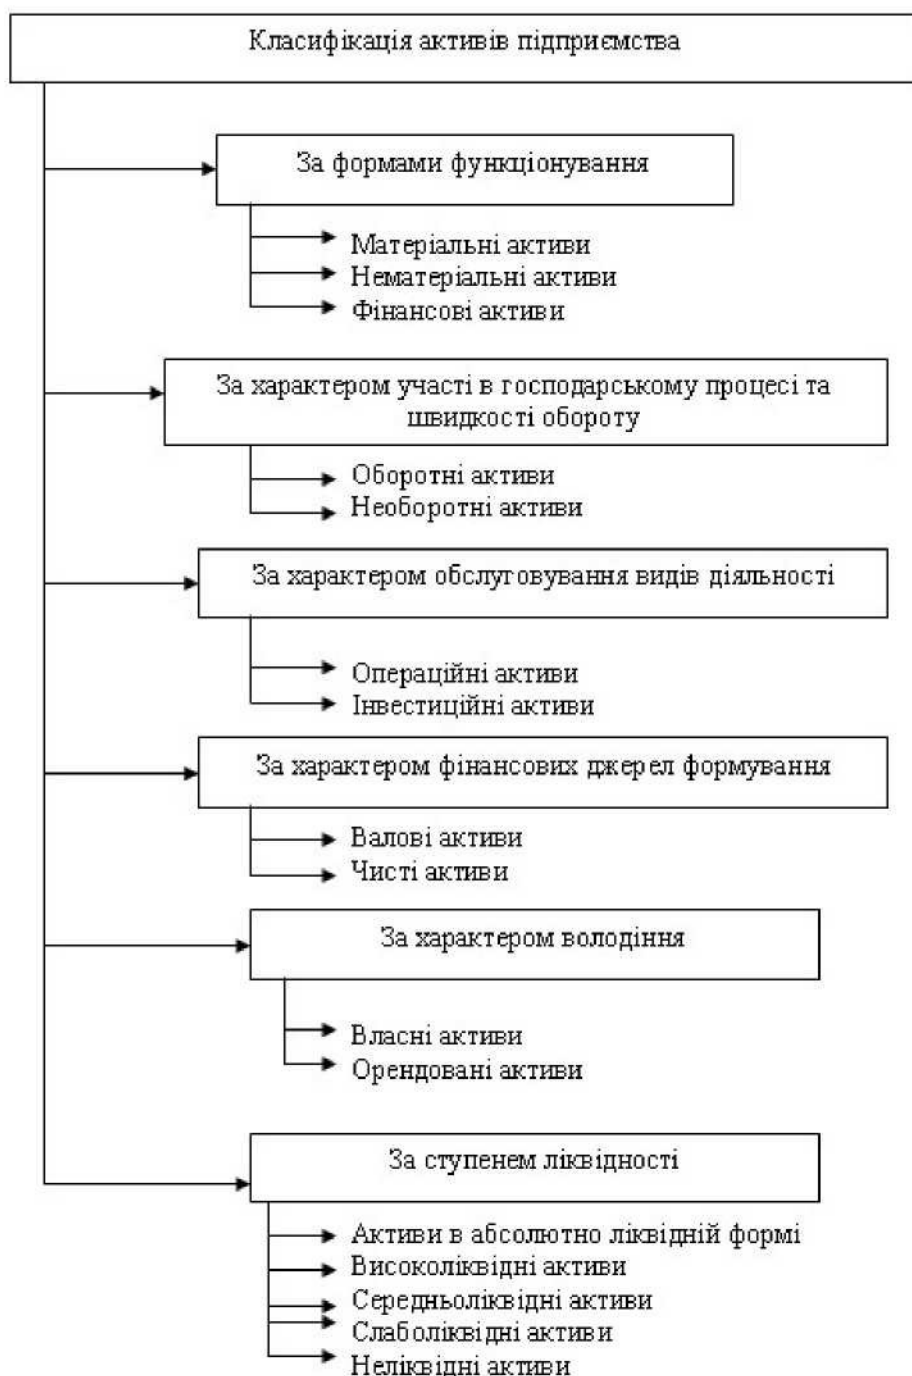 Класифікація активів підприємства
За формами функціонування
Матеріальні активи
Нематеріальні активи
Фінансові активи
За характером участі в господарському процесі та
швидкості обороту
Оборотні активи
Необоротні активи
За характером обслуговування видів діяльності
Операційні активи
Інвестиційні активи
За характером фінансових джерел формування
Валові активи
Чисті активи
За характером володіння
Власні активи
Орендовані активи
За ступенем ліквідності
Активи в абсолютно ліквідній формі
Високоліквідні активи
Середньоліквідні активи
Слаболіквідні активи
Неліквідні активи